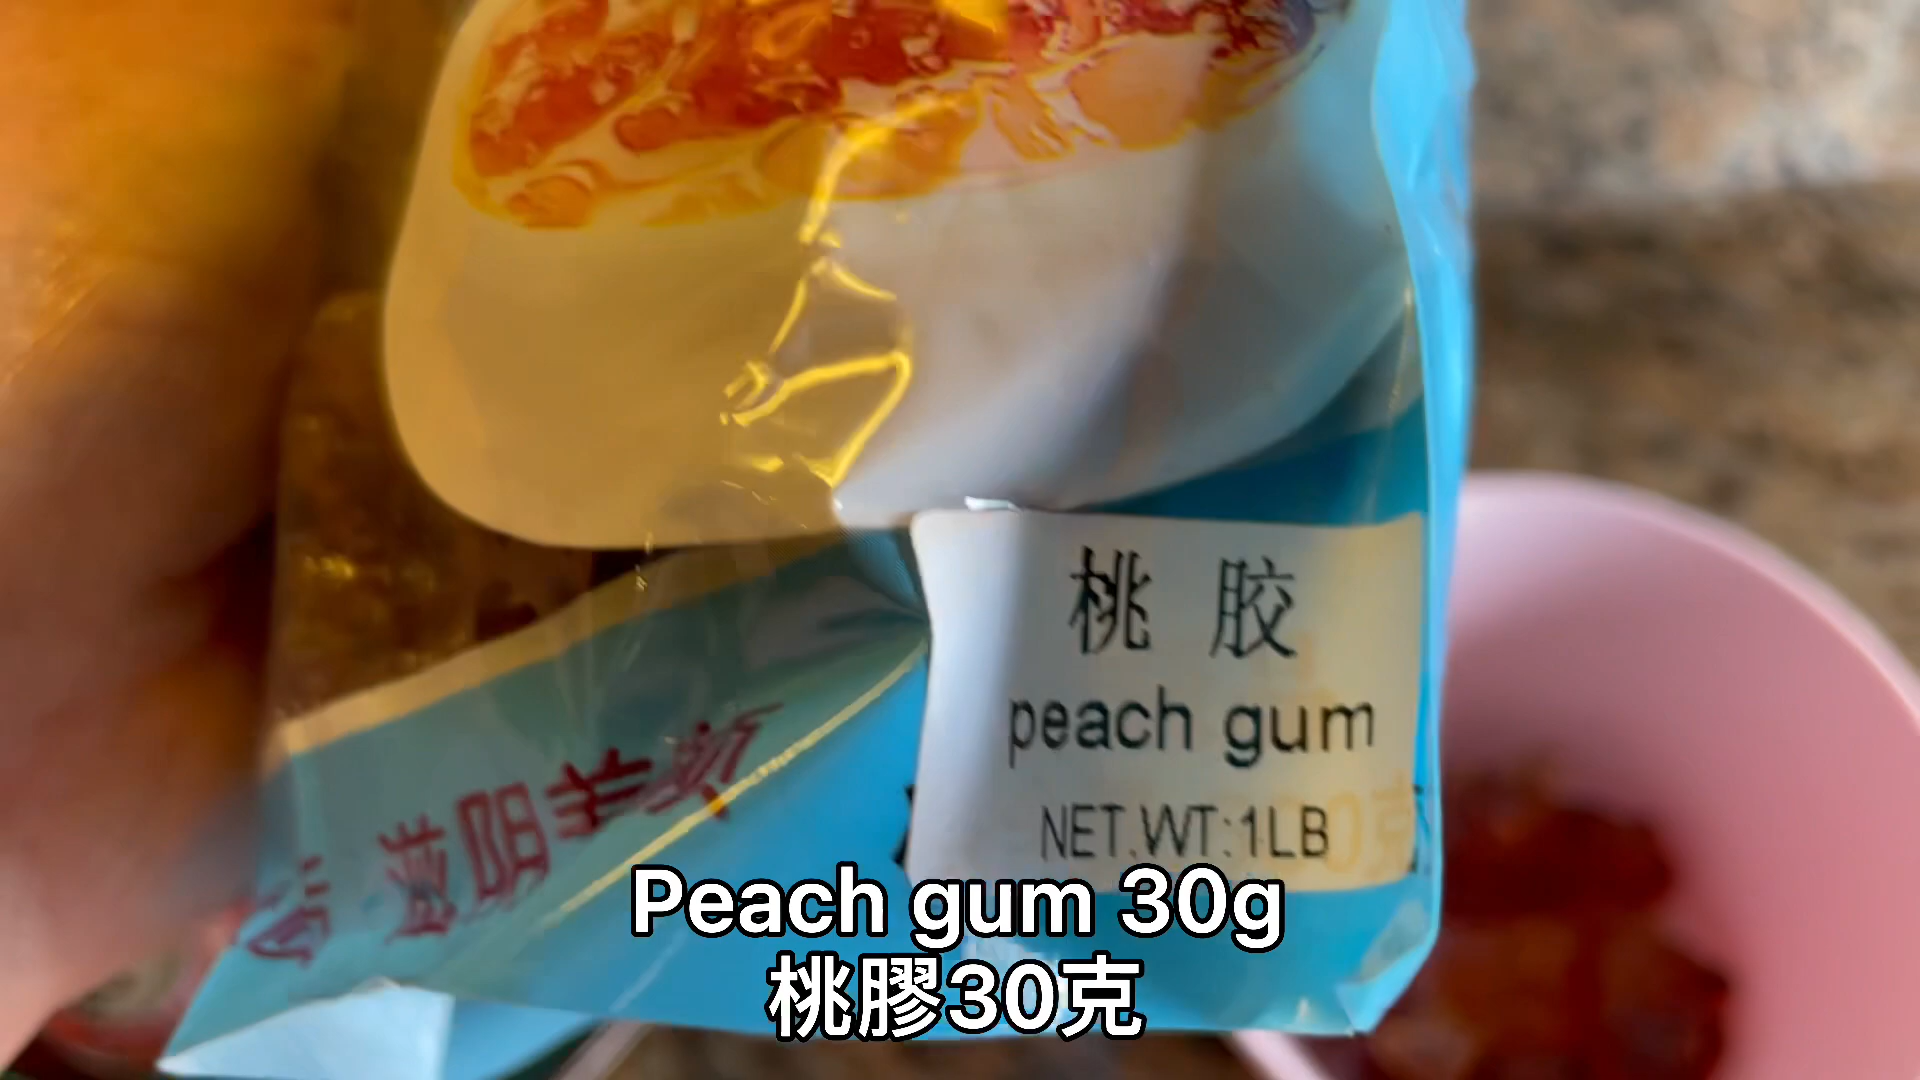 桃 胶
peach gum
NET.WT:1LB
Peach gum 30g
桃膠30克